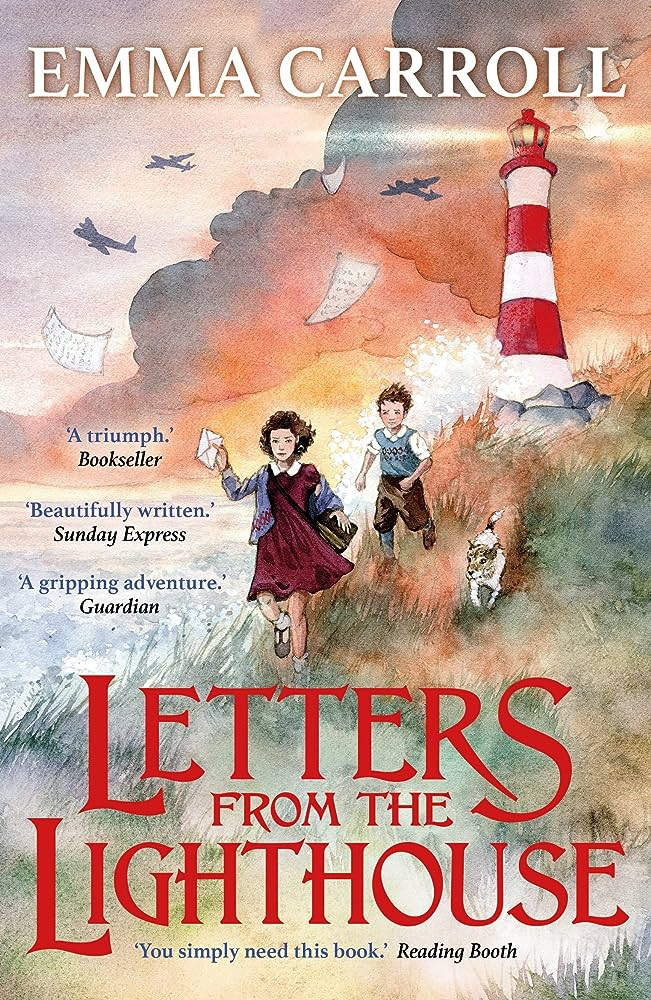 EMMA CARROLL
‘A triumph.’
Bookseller
‘Beautifully written.’
Sunday Express
‘A gripping adventure.’
Guardian
LETTERS
FROM THE
LIGHTHOUSE
‘You simply need this book.’ Reading Booth